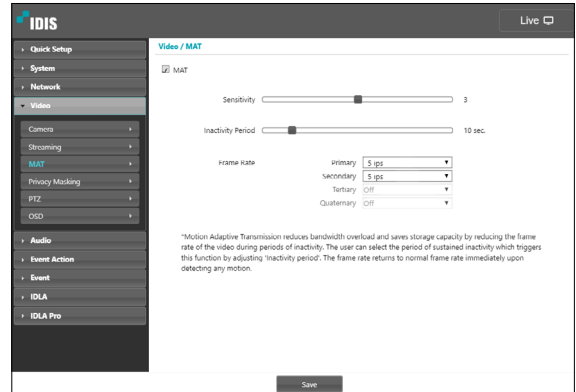 IDIS
Live
Quick Setup
System
Network
Video
Camera
Streaming
MAT
Privacy Masking
PTZ
OSD
Audio
Event Action
Event
IDLA
IDLA Pro
Video / MAT
MAT
Sensitivity 3
Inactivity Period 10 sec.
Frame Rate Primary 5 ips
Secondary 5 ips
Tertiary Off
Quaternary Off
*Motion Adaptive Transmission reduces bandwidth overload and saves storage capacity by reducing the frame
rate of the video during periods of inactivity. The user can select the period of sustained inactivity which triggers
this function by adjusting 'Inactivity period'. The frame rate returns to normal frame rate immediately upon
detecting any motion.
Save